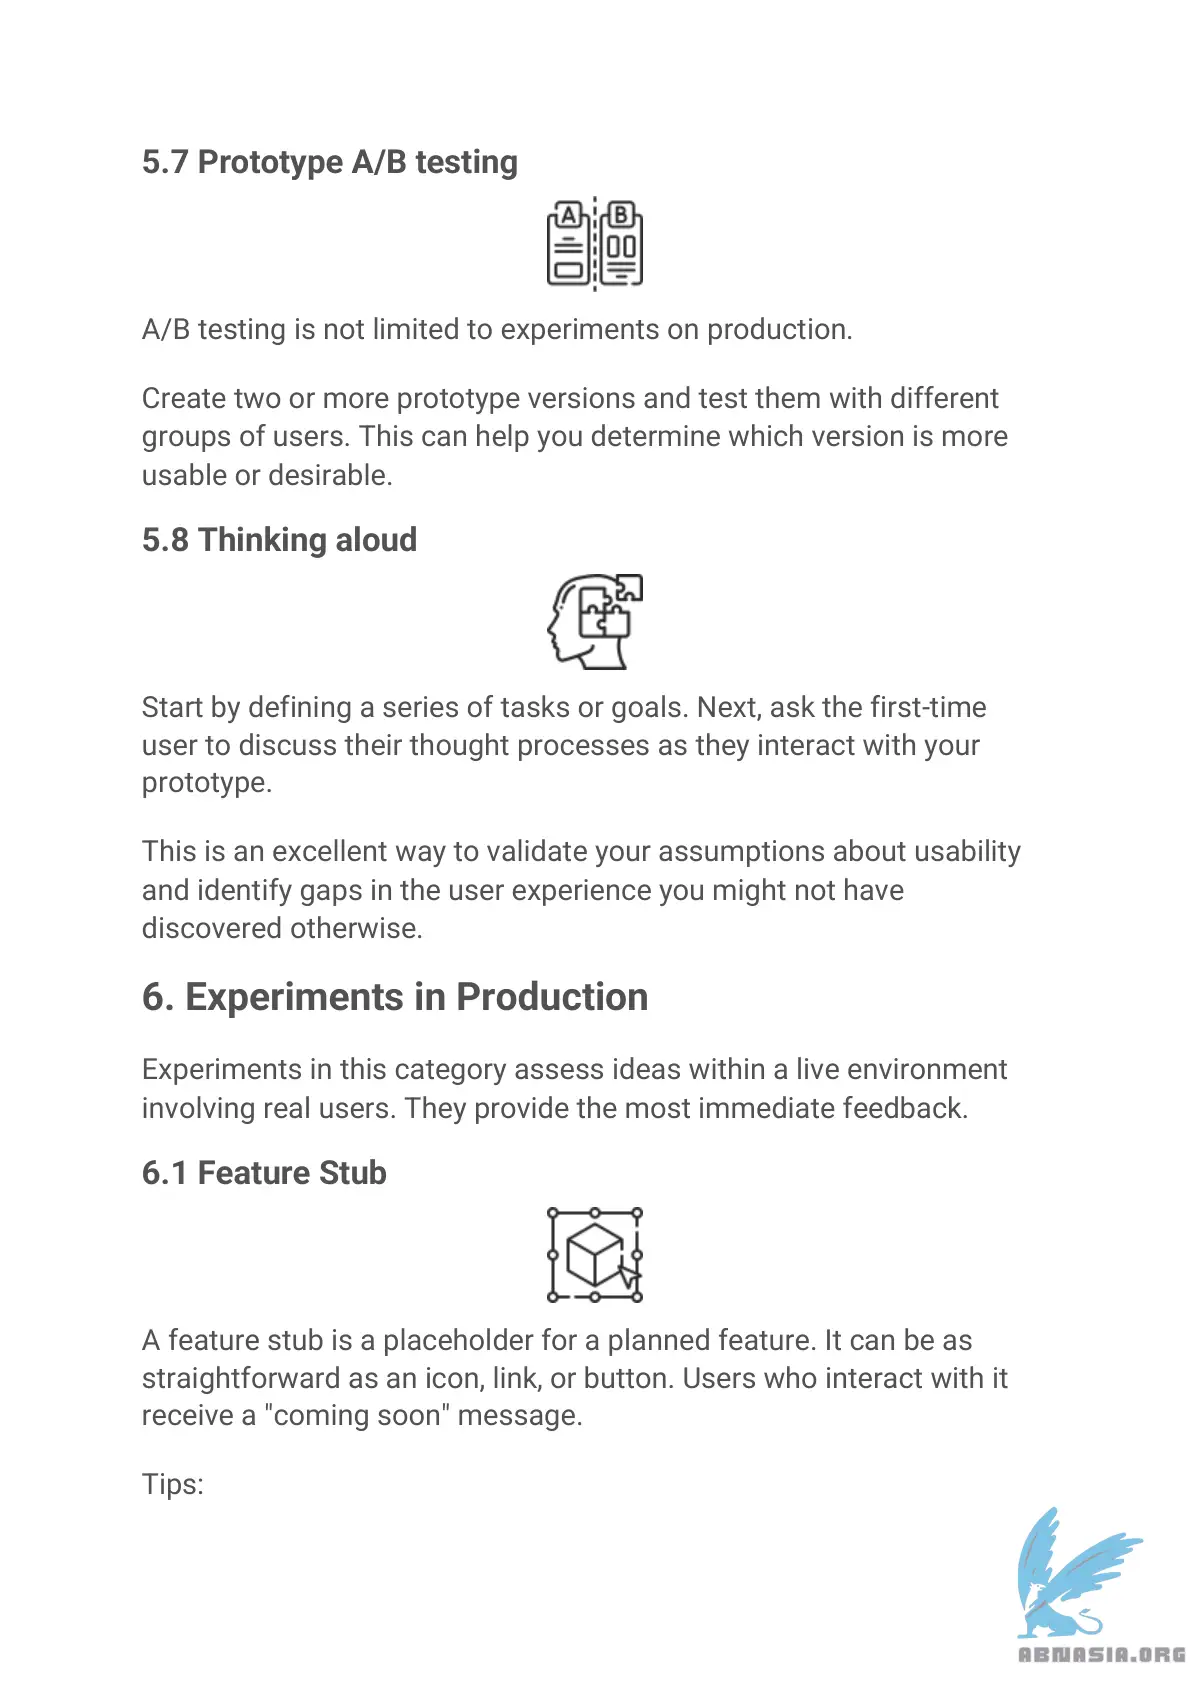 5.7 Prototype A/B testing
A B
A/B testing is not limited to experiments on production.
Create two or more prototype versions and test them with different
groups of users. This can help you determine which version is more
usable or desirable.
5.8 Thinking aloud
Start by defining a series of tasks or goals. Next, ask the first-time
user to discuss their thought processes as they interact with your
prototype.
This is an excellent way to validate your assumptions about usability
and identify gaps in the user experience you might not have
discovered otherwise.
6. Experiments in Production
Experiments in this category assess ideas within a live environment
involving real users. They provide the most immediate feedback.
6.1 Feature Stub
A feature stub is a placeholder for a planned feature. It can be as
straightforward as an icon, link, or button. Users who interact with it
receive a "coming soon" message.
Tips:
ABNASIA.ORG